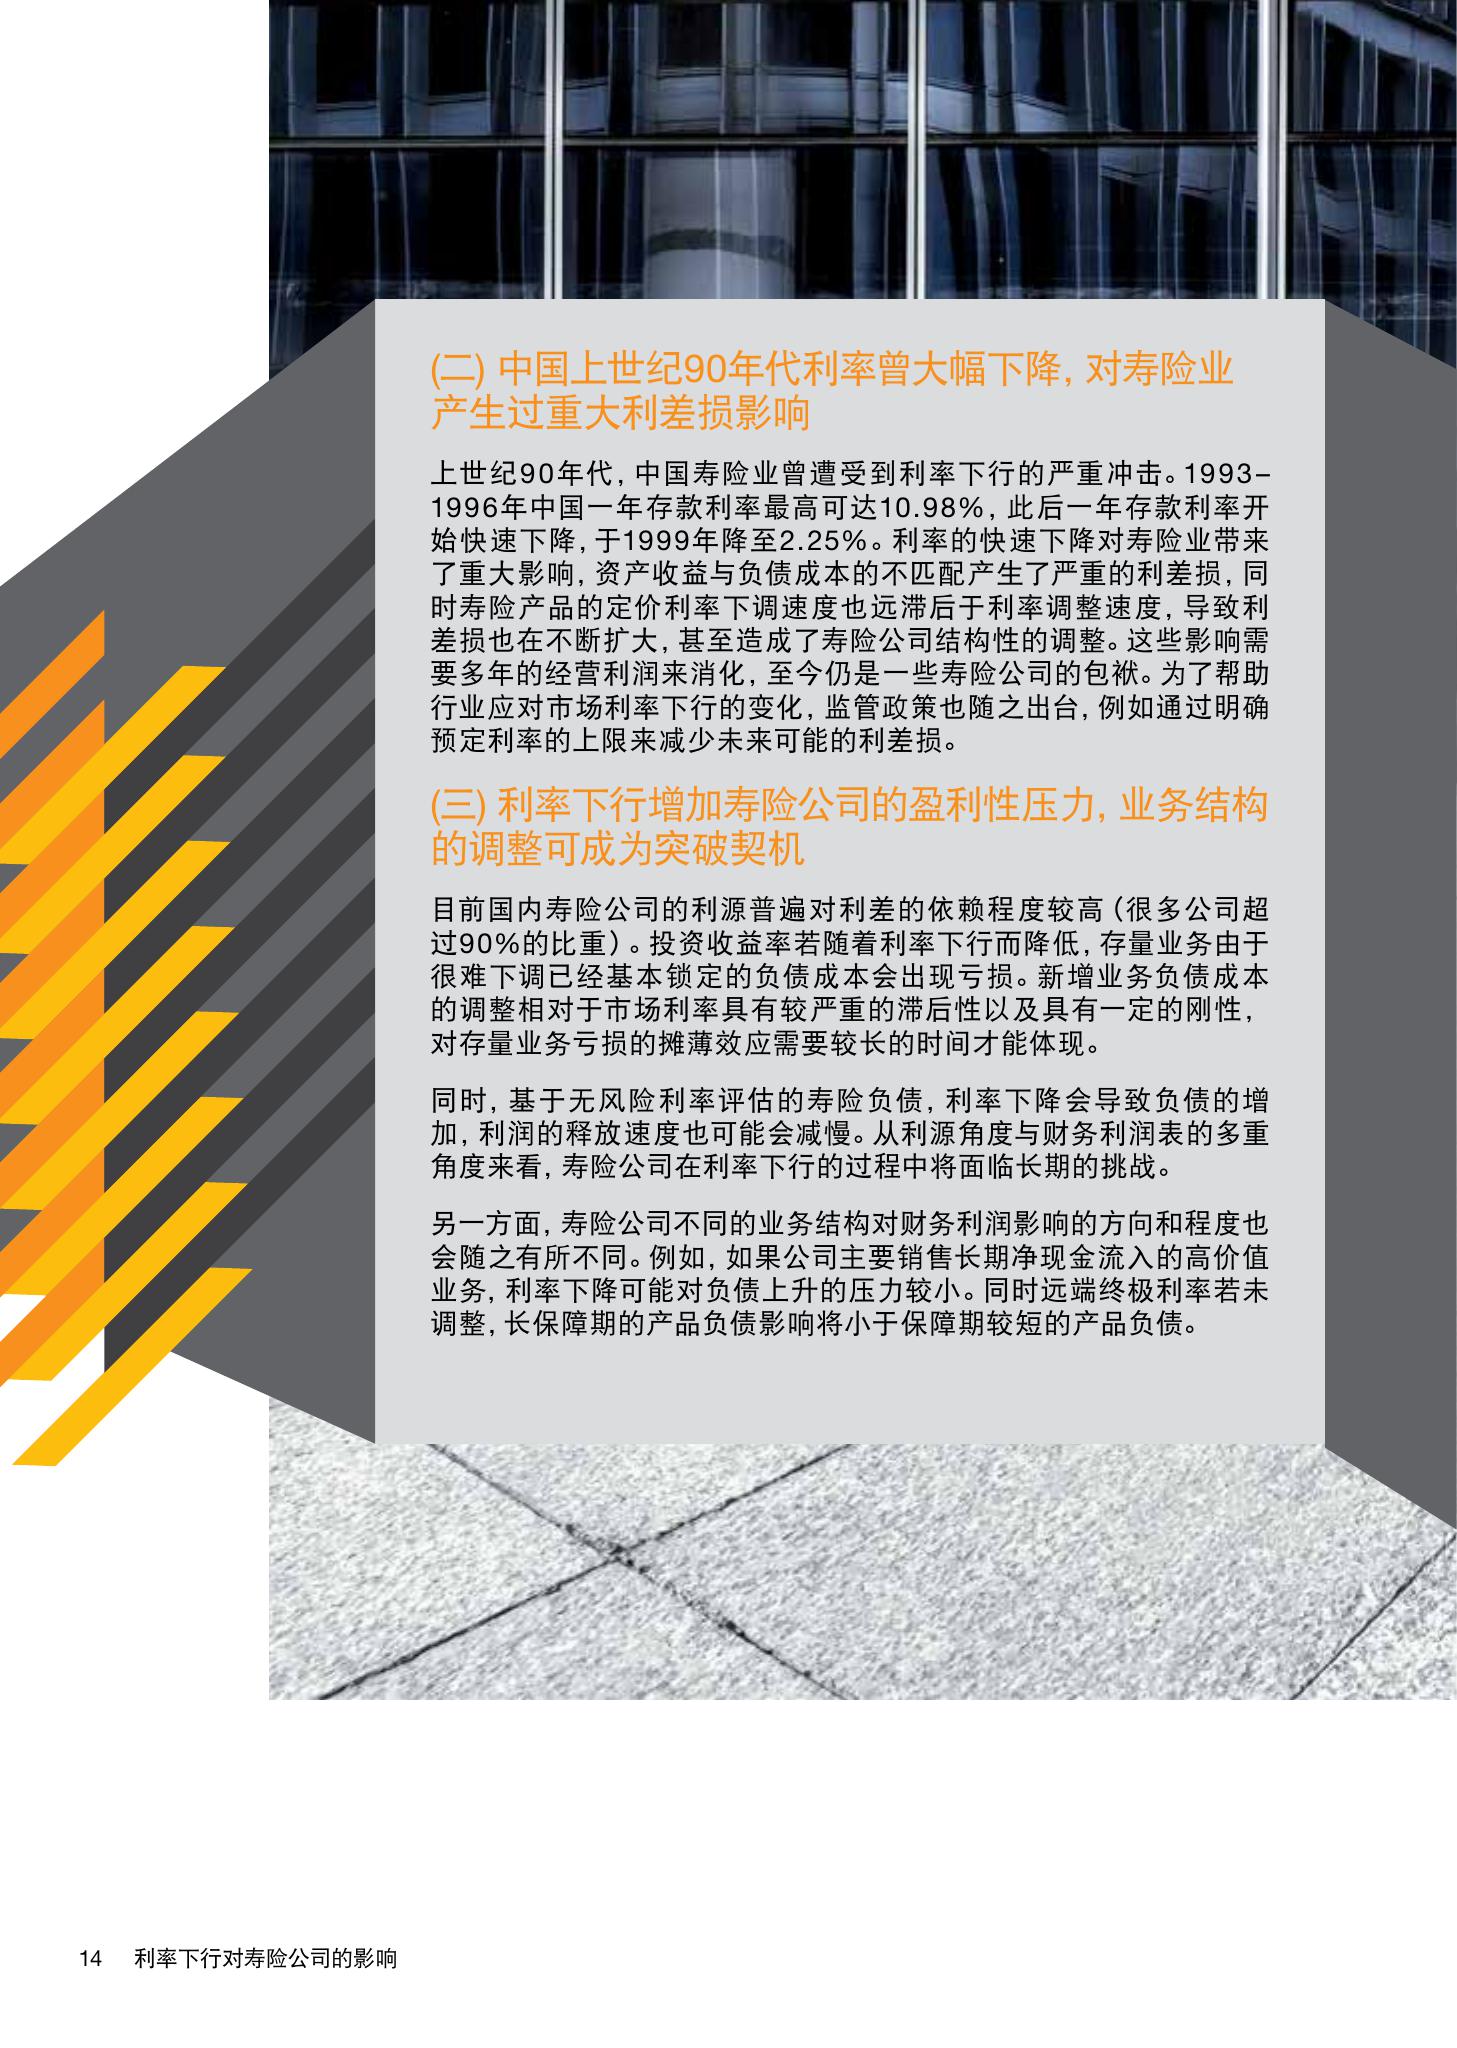 (二) 中国上世纪90年代利率曾大幅下降, 对寿险业
产生过重大利差损影响
上世纪90年代, 中国寿险业曾遭受到利率下行的严重冲击。1993-
1996年中国一年存款利率最高可达10.98%, 此后一年存款利率开
始快速下降, 于1999年降至2.25%。利率的快速下降对寿险业带来
了重大影响, 资产收益与负债成本的不匹配产生了严重的利差损, 同
时寿险产品的定价利率下调速度也远滞后于利率调整速度, 导致利
差损也在不断扩大, 甚至造成了寿险公司结构性的调整。这些影响需
要多年的经营利润来消化, 至今仍是一些寿险公司的包袱。为了帮助
行业应对市场利率下行的变化, 监管政策也随之出台, 例如通过明确
预定利率的上限来减少未来可能的利差损。
(三) 利率下行增加寿险公司的盈利性压力, 业务结构
的调整可成为突破契机
目前国内寿险公司的利源普遍对利差的依赖程度较高（很多公司超
过90%的比重）。投资收益率若随着利率下行而降低, 存量业务由于
很难下调已经基本锁定的负债成本会出现亏损。新增业务负债成本
的调整相对于市场利率具有较严重的滞后性以及具有一定的刚性,
对存量业务亏损的摊薄效应需要较长的时间才能体现。
同时, 基于无风险利率评估的寿险负债, 利率下降会导致负债的增
加, 利润的释放速度也可能会减慢。从利源角度与财务利润表的多重
角度来看, 寿险公司在利率下行的过程中将面临长期的挑战。
另一方面, 寿险公司不同的业务结构对财务利润影响的方向和程度也
会随之有所不同。例如, 如果公司主要销售长期净现金流入的高价值
业务, 利率下降可能对负债上升的压力较小。同时远端终极利率若未
调整, 长保障期的产品负债影响将小于保障期较短的产品负债。
14 利率下行对寿险公司的影响